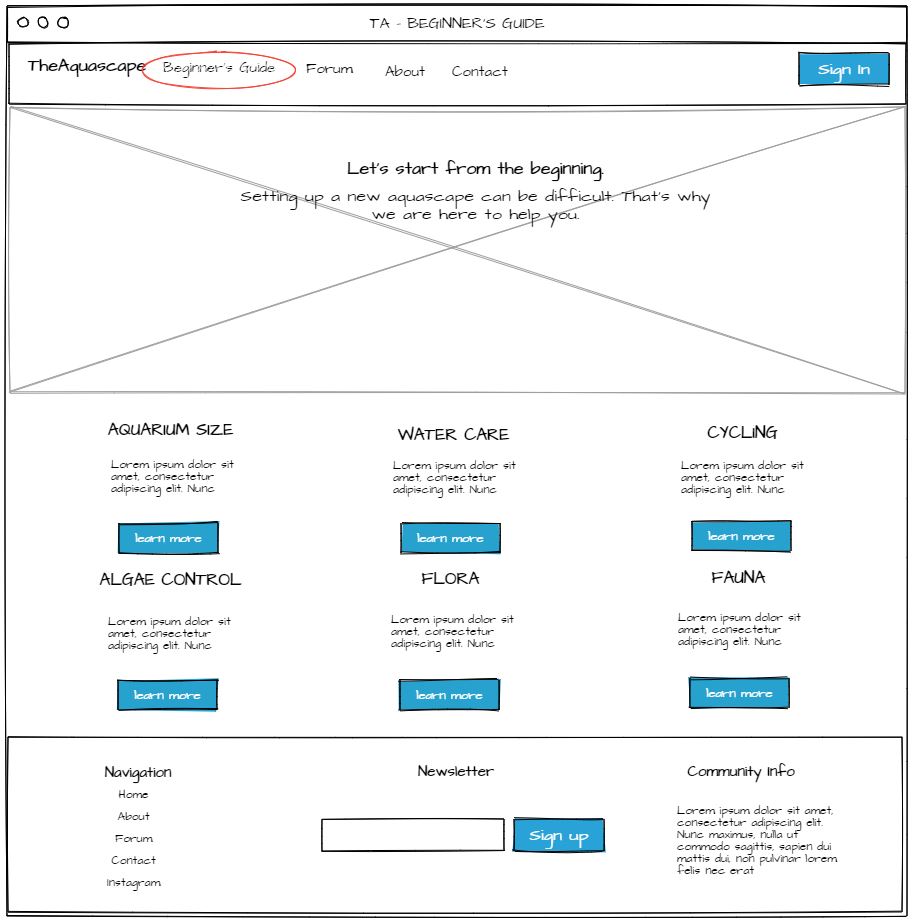 TA - BEGINNER'S GUIDE
TheAquascape Beginner's Guide Forum About Contact Sign In
Let's start from the beginning.
Setting up a new aquascape can be difficult. That's why
we are here to help you.
AQUARIUM SIZE
Lorem ipsum dolor sit
amet, consectetur
adipiscing elit. Nunc
learn more
WATER CARE
Lorem ipsum dolor sit
amet, consectetur
adipiscing elit. Nunc
learn more
CYCLING
Lorem ipsum dolor sit
amet, consectetur
adipiscing elit. Nunc
learn more
ALGAE CONTROL
Lorem ipsum dolor sit
amet, consectetur
adipiscing elit. Nunc
learn more
FLORA
Lorem ipsum dolor sit
amet, consectetur
adipiscing elit. Nunc
learn more
FAUNA
Lorem ipsum dolor sit
amet, consectetur
adipiscing elit. Nunc
learn more
Navigation
Home
About
Forum
Contact
Instagram
Newsletter
Sign up
Community Info
Lorem ipsum dolor sit amet,
consectetur adipiscing elit.
Nunc maximus, nulla ut
commodo sagittis, sapien dui
mattis dui, non pulvinar lorem
felis nec erat